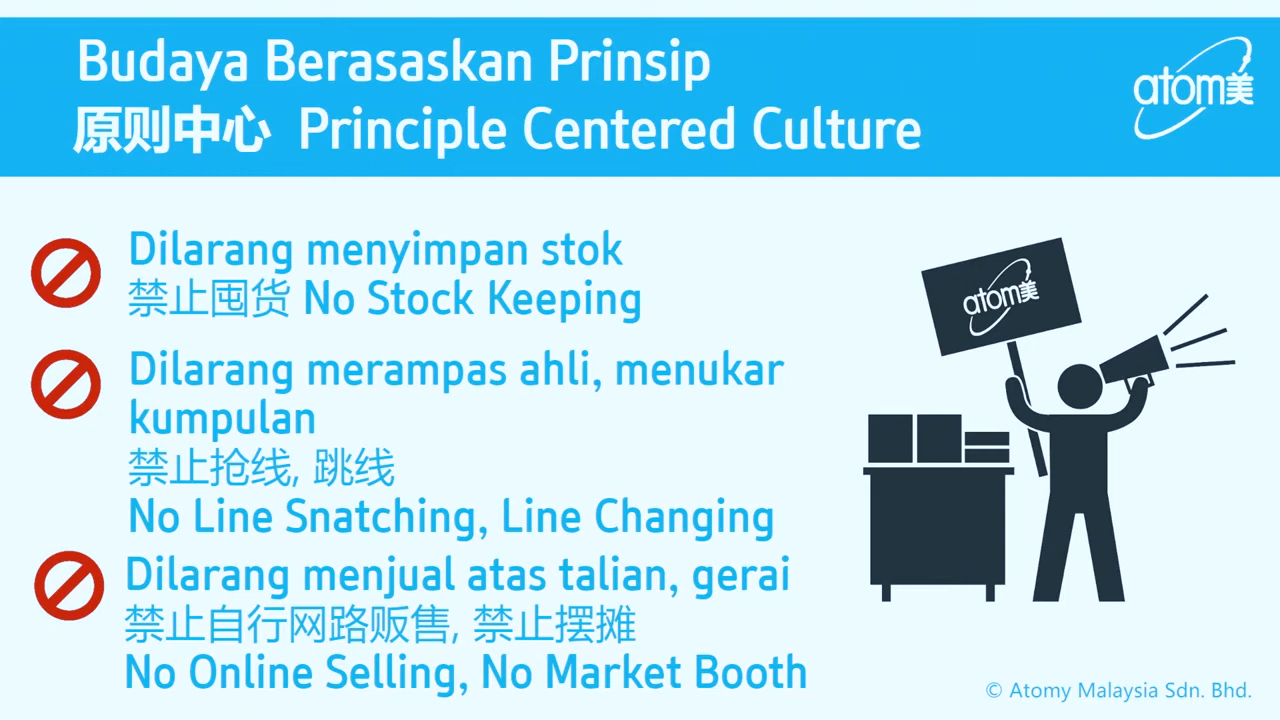 Budaya Berasaskan Prinsip
原则中心 Principle Centered Culture
atom美
Dilarang menyimpan stok
禁止囤货 No Stock Keeping
Dilarang merampas ahli, menukar
kumpulan
禁止抢线, 跳线
No Line Snatching, Line Changing
Dilarang menjual atas talian, gerai
禁止自行网路贩售, 禁止摆摊
No Online Selling, No Market Booth
atom美
© Atomy Malaysia Sdn. Bhd.